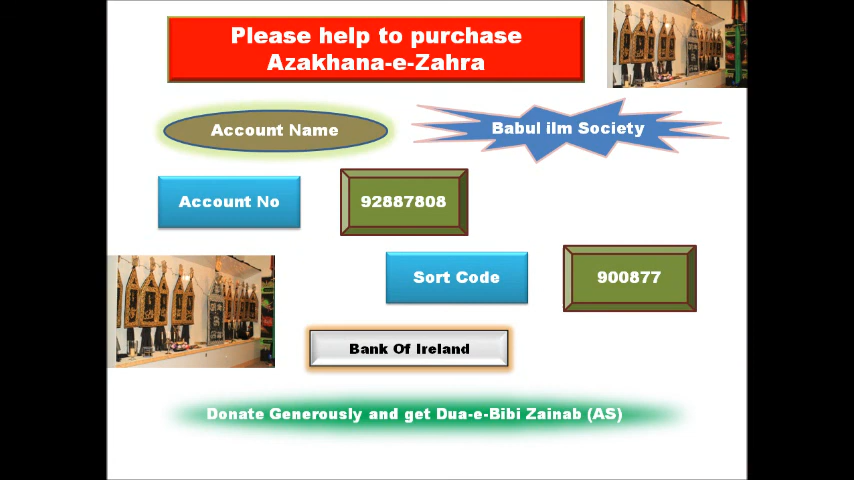 Please help to purchase
Azakhana-e-Zahra
Account Name
Babul ilm Society
Account No
92887808
Sort Code
900877
Bank Of Ireland
Donate Generously and get Dua-e-Bibi Zainab (AS)